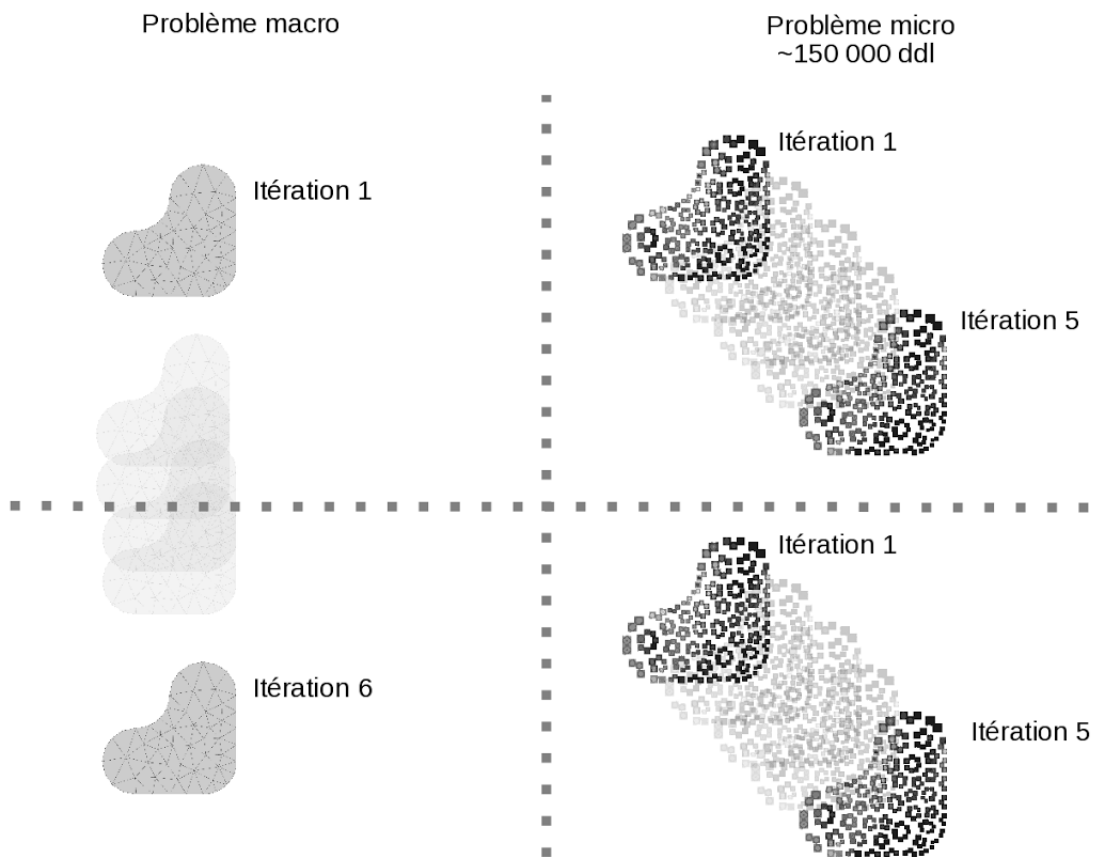 Problème macro
Problème micro
~150 000 ddl
Itération 1
Itération 1
Itération 5
Itération 1
Itération 6
Itération 5